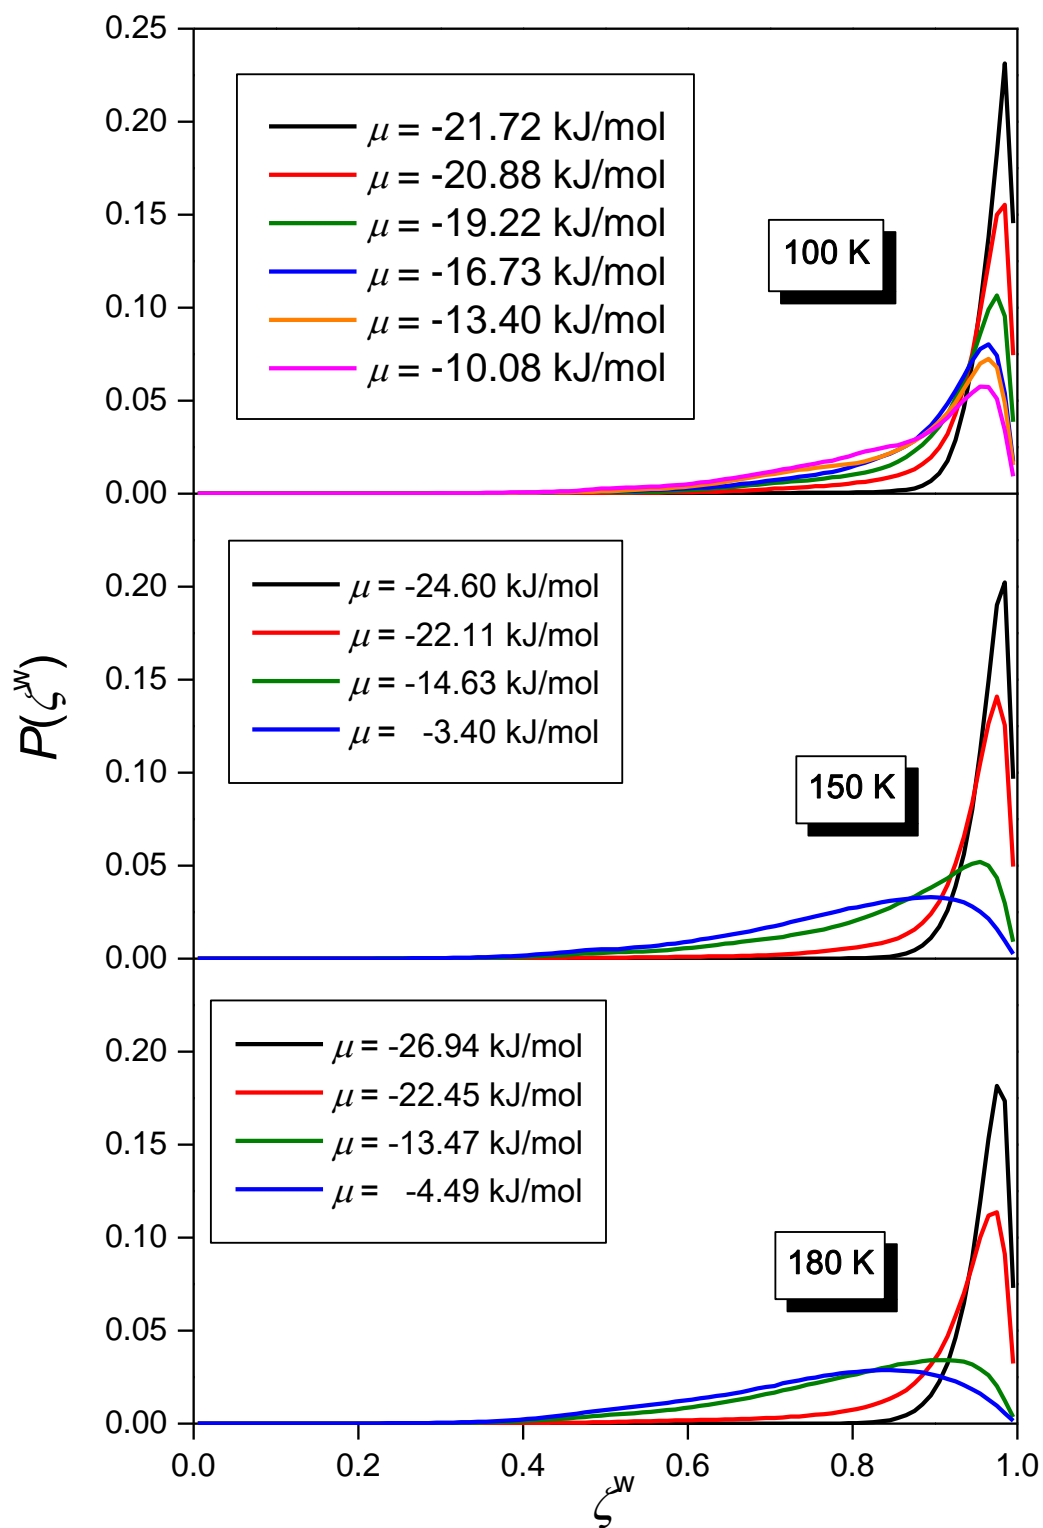 0.25
0.20
0.15
0.10
0.05
0.00
μ = -21.72 kJ/mol
μ = -20.88 kJ/mol
μ = -19.22 kJ/mol
μ = -16.73 kJ/mol
μ = -13.40 kJ/mol
μ = -10.08 kJ/mol
100 K
P(ζʷ)
0.20
0.15
0.10
0.05
0.00
μ = -24.60 kJ/mol
μ = -22.11 kJ/mol
μ = -14.63 kJ/mol
μ = -3.40 kJ/mol
150 K
0.20
0.15
0.10
0.05
0.00
μ = -26.94 kJ/mol
μ = -22.45 kJ/mol
μ = -13.47 kJ/mol
μ = -4.49 kJ/mol
180 K
0.0 0.2 0.4 0.6 0.8 1.0
ζʷ